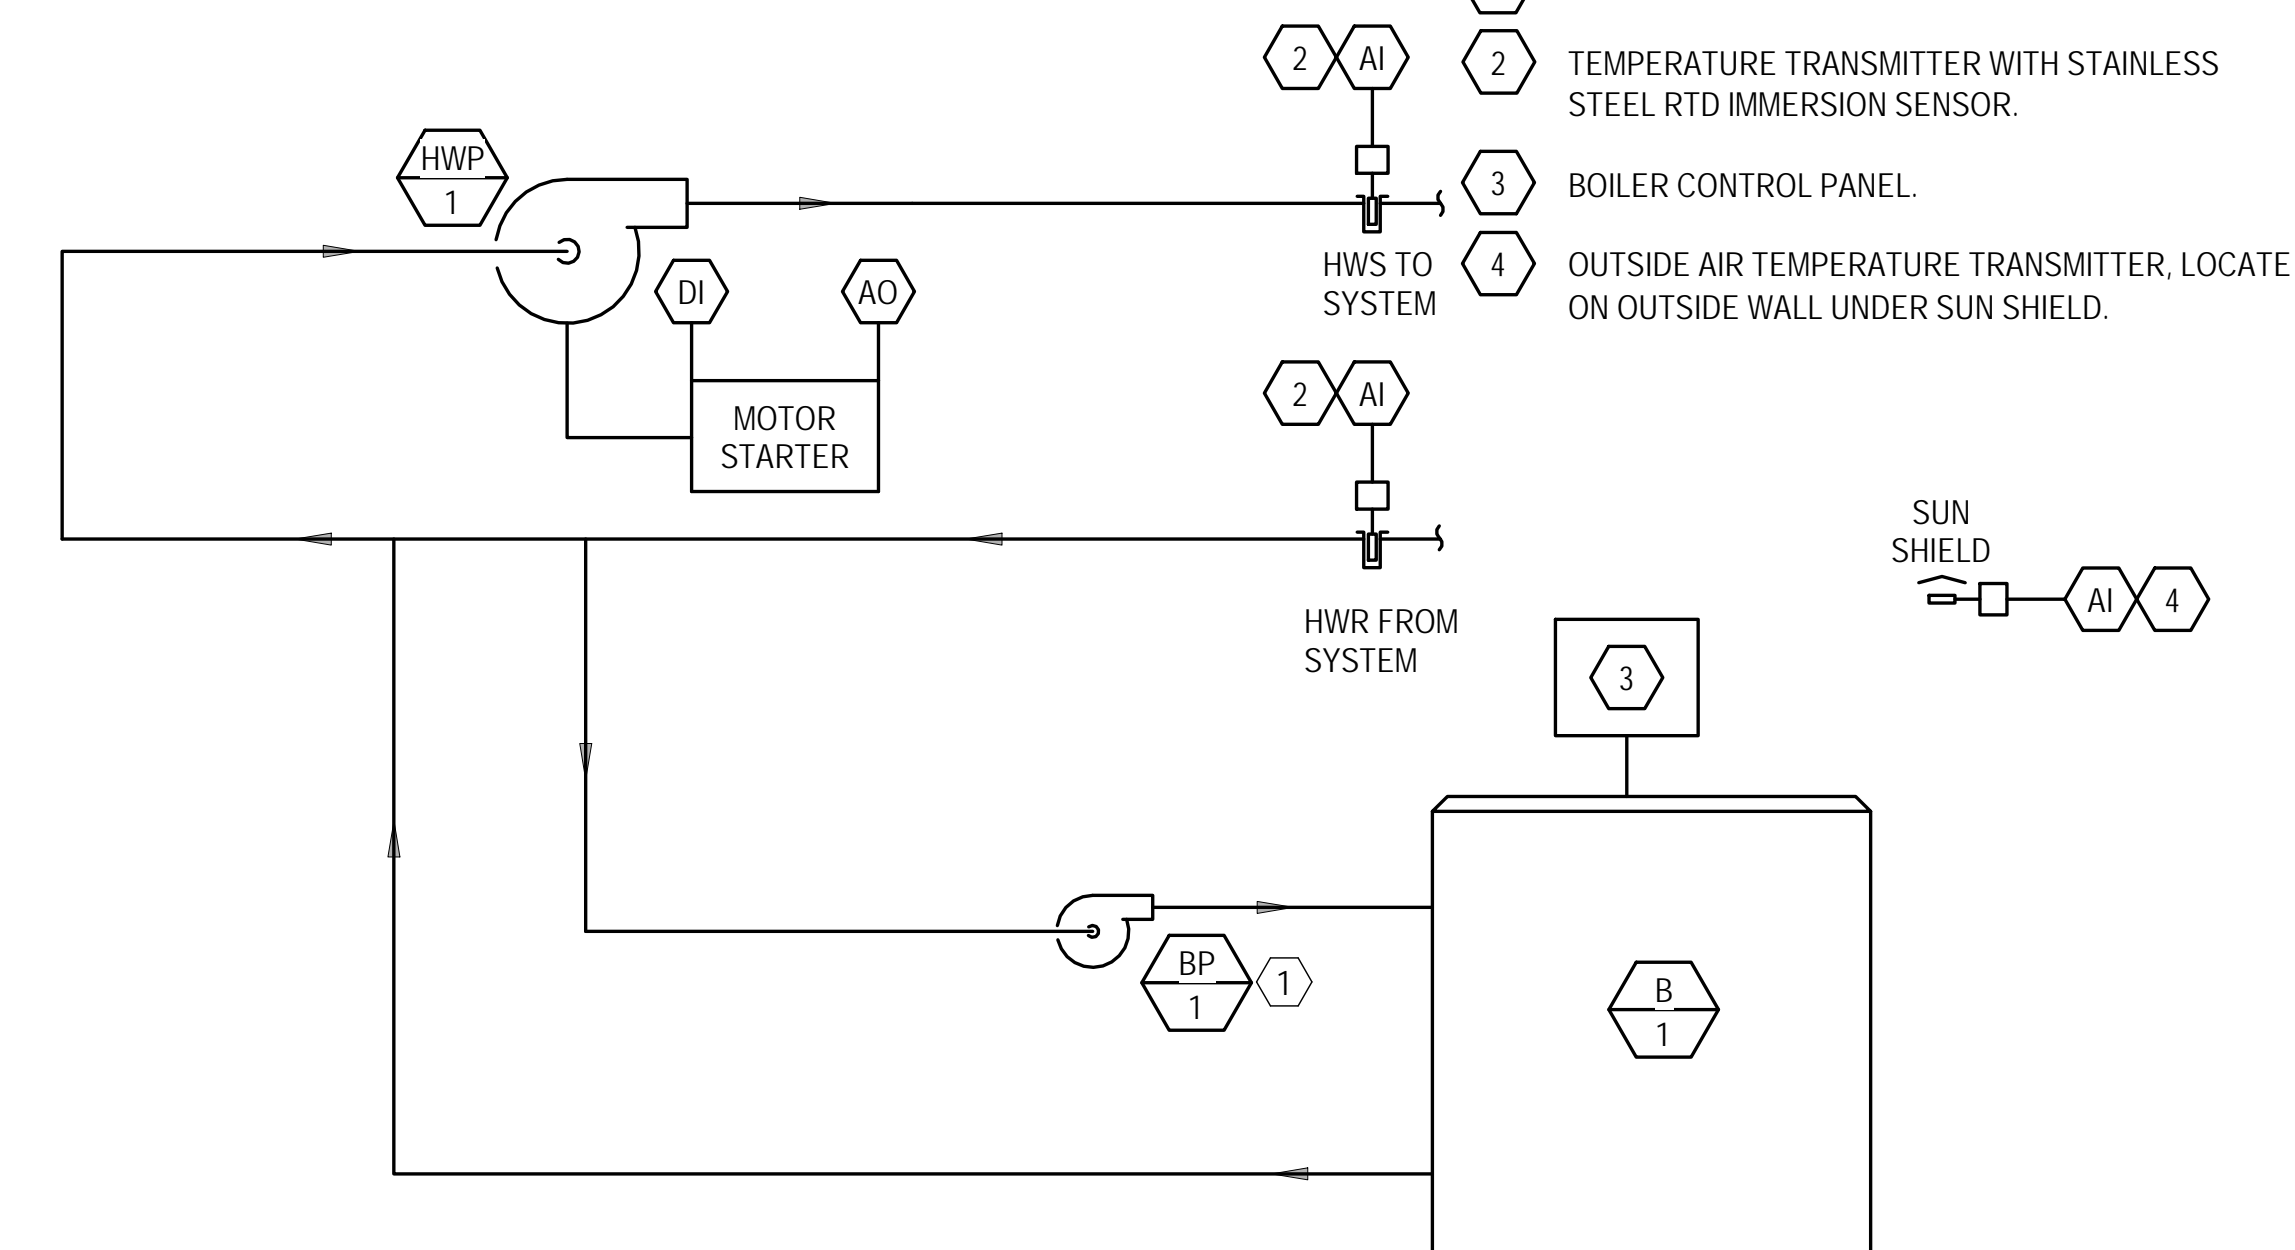 2 AI
2 TEMPERATURE TRANSMITTER WITH STAINLESS
STEEL RTD IMMERSION SENSOR.
HWP
1
3 BOILER CONTROL PANEL.
HWS TO
SYSTEM
4 OUTSIDE AIR TEMPERATURE TRANSMITTER, LOCATE
ON OUTSIDE WALL UNDER SUN SHIELD.
DI AO
MOTOR
STARTER
2 AI
SUN
SHIELD
AI 4
HWR FROM
SYSTEM
3
BP
1
1
B
1